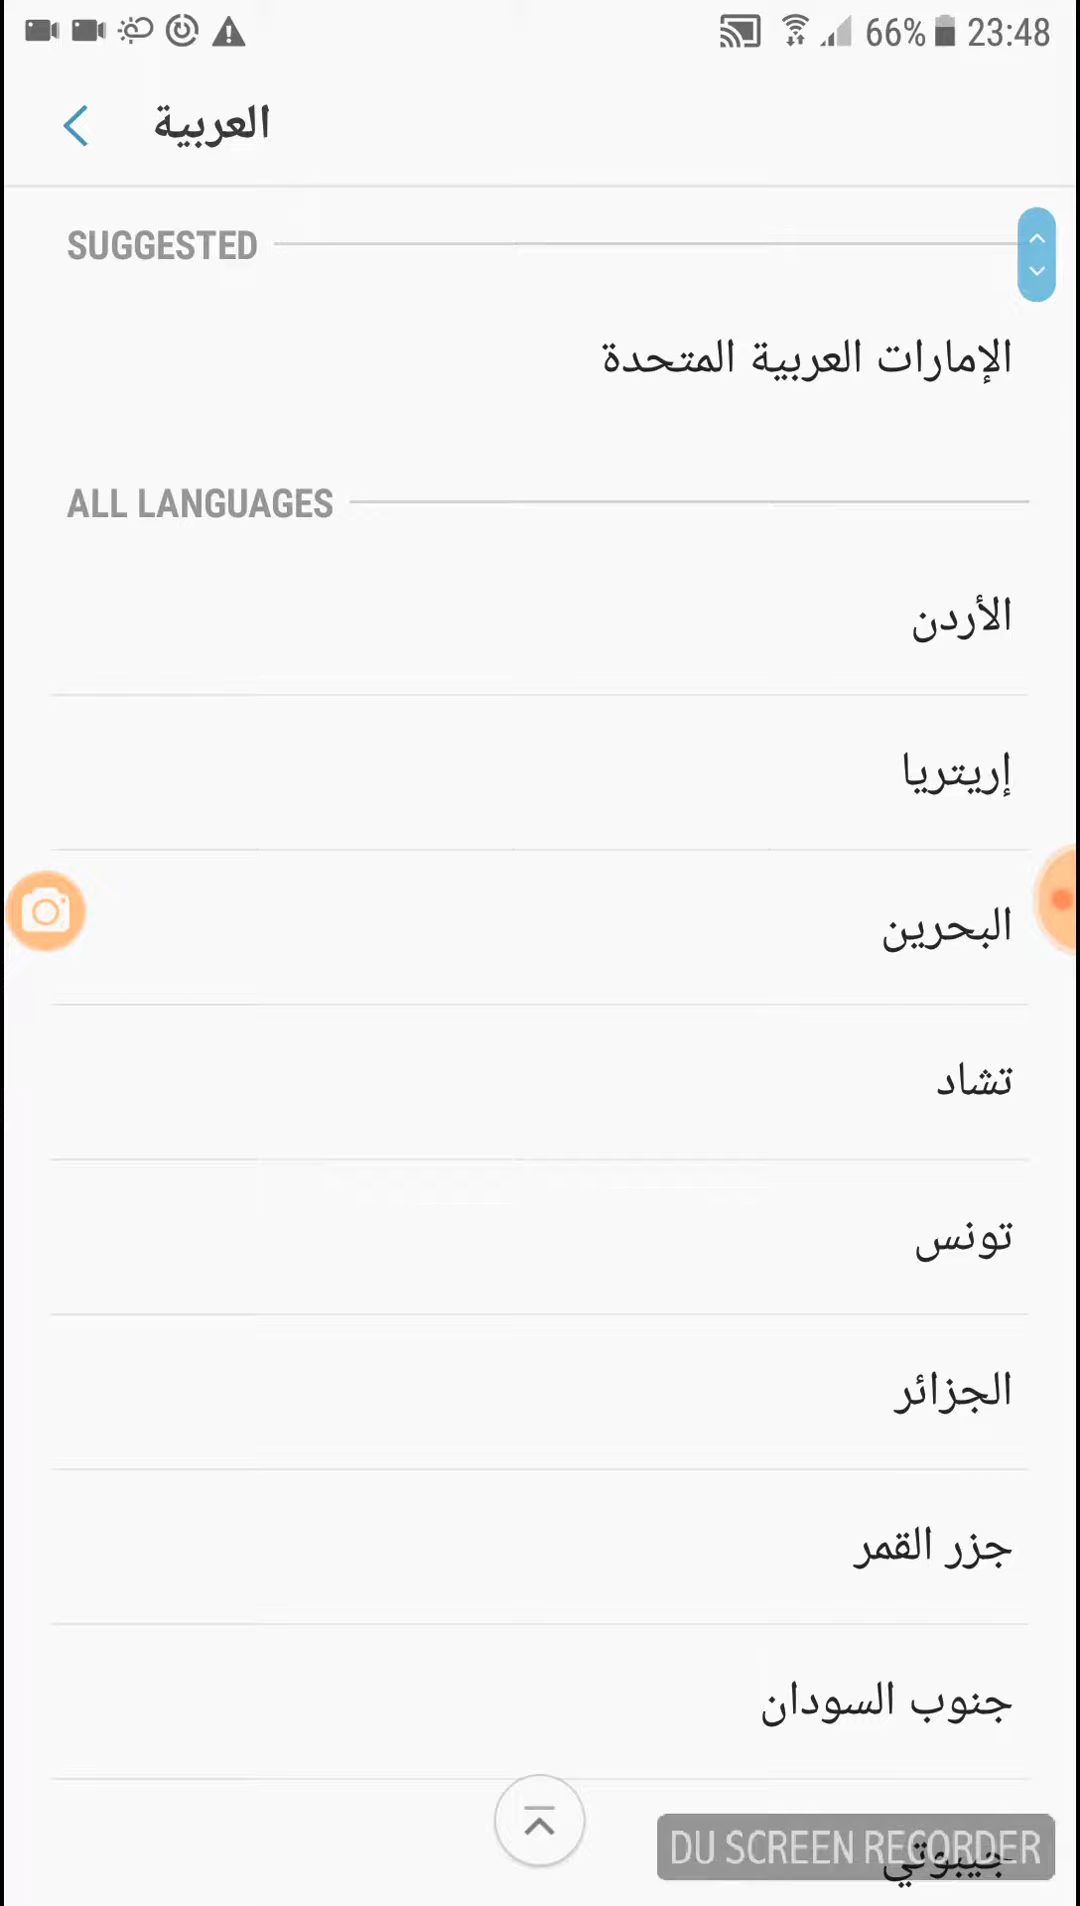 66% 23:48
العربية
SUGGESTED
الإمارات العربية المتحدة
ALL LANGUAGES
الأردن
إريتريا
البحرين
تشاد
تونس
الجزائر
جزر القمر
جنوب السودان
جيبوتي
DU SCREEN RECORDER